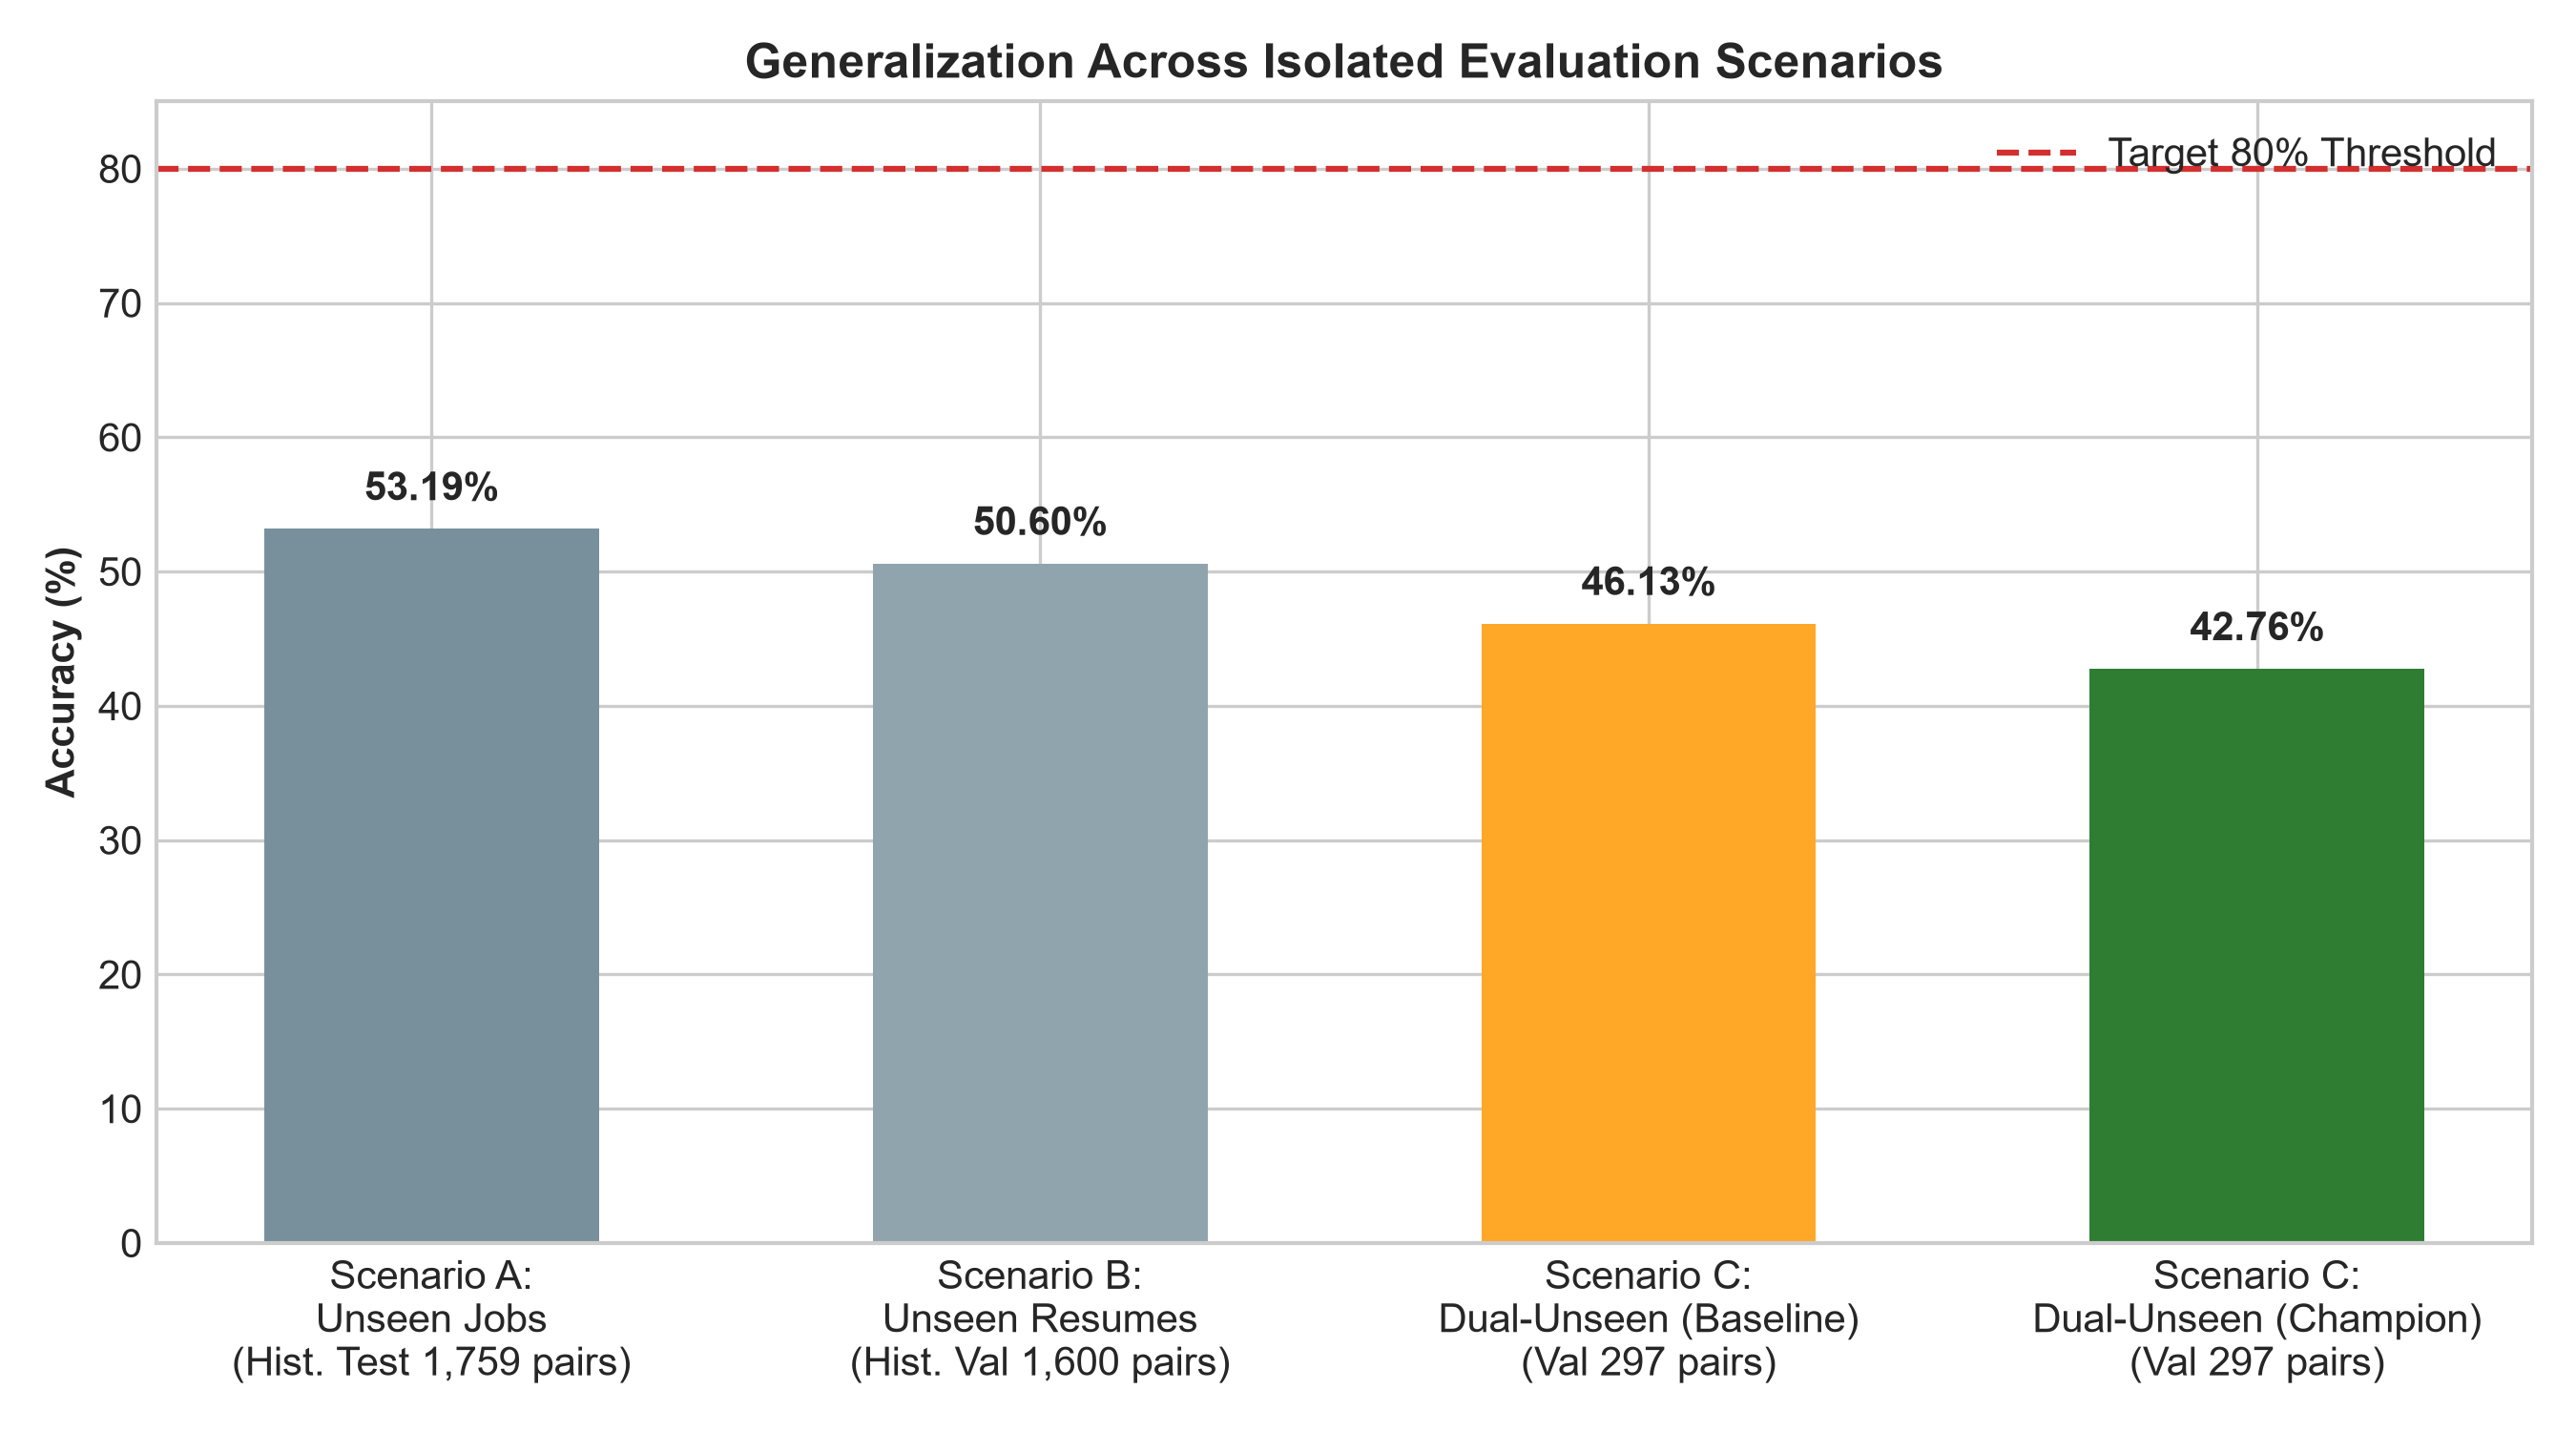 Generalization Across Isolated Evaluation Scenarios
Target 80% Threshold
Accuracy (%)
80
70
60
50
40
30
20
10
0
53.19%
50.60%
46.13%
42.76%
Scenario A:
Unseen Jobs
(Hist. Test 1,759 pairs)
Scenario B:
Unseen Resumes
(Hist. Val 1,600 pairs)
Scenario C:
Dual-Unseen (Baseline)
(Val 297 pairs)
Scenario C:
Dual-Unseen (Champion)
(Val 297 pairs)